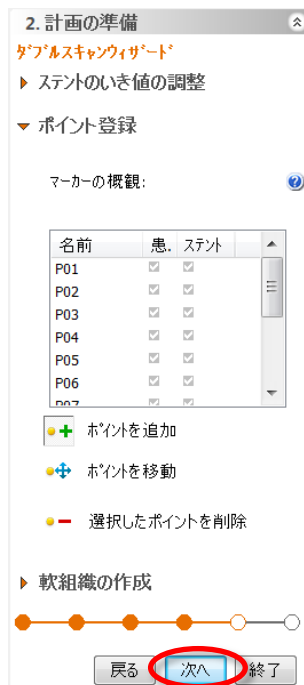 2. 計画の準備
ﾀﾞﾌﾞﾙｽｷｬﾝｳｨｻﾞｰﾄﾞ
ステントのいき値の調整
ポイント登録
マーカーの概観:
名前 患. ステント
P01
P02
P03
P04
P05
P06
P07
ポイントを追加
ポイントを移動
選択したポイントを削除
軟組織の作成
戻る 次へ 終了